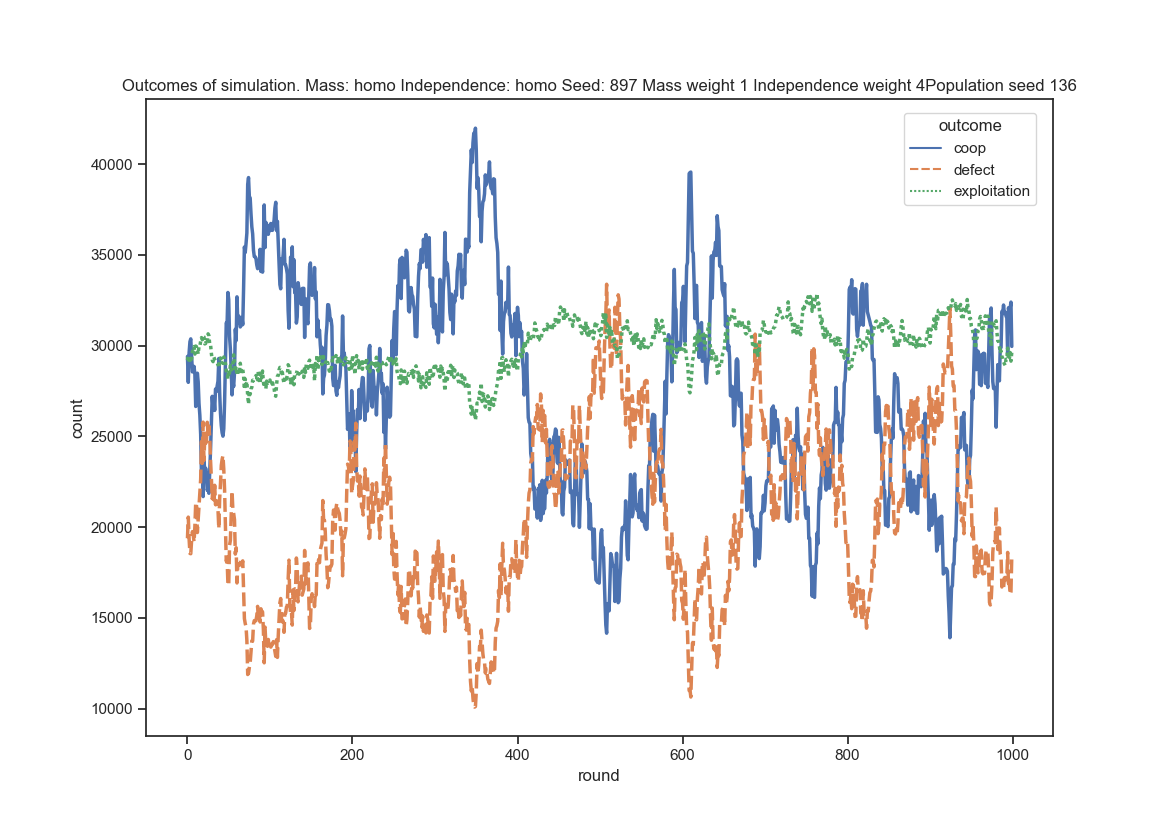 Outcomes of simulation. Mass: homo Independence: homo Seed: 897 Mass weight 1 Independence weight 4Population seed 136
outcome
coop
defect
exploitation
40000
35000
30000
25000
20000
15000
10000
count
0 200 400 600 800 1000
round